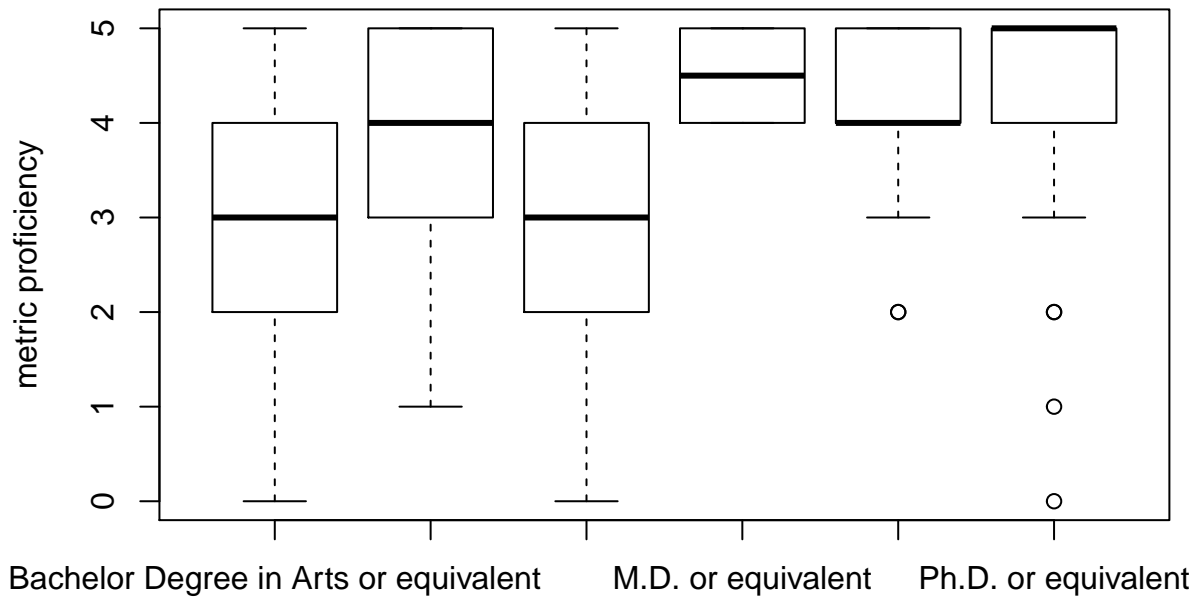 metric proficiency
5
4
3
2
1
0
Bachelor Degree in Arts or equivalent
M.D. or equivalent
Ph.D. or equivalent